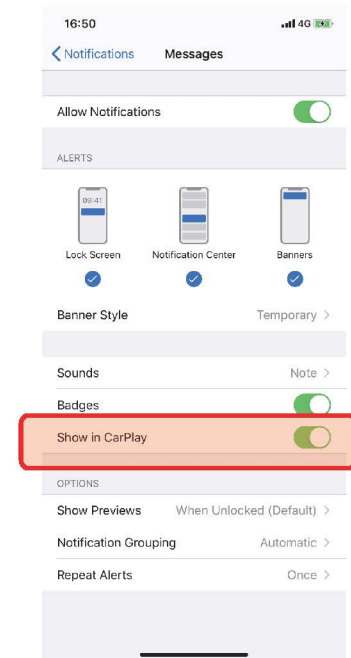 16:50 4G
Notifications Messages
Allow Notifications
ALERTS
09:41
Lock Screen Notification Center Banners
Banner Style Temporary
Sounds Note
Badges
Show in CarPlay
OPTIONS
Show Previews When Unlocked (Default)
Notification Grouping Automatic
Repeat Alerts Once